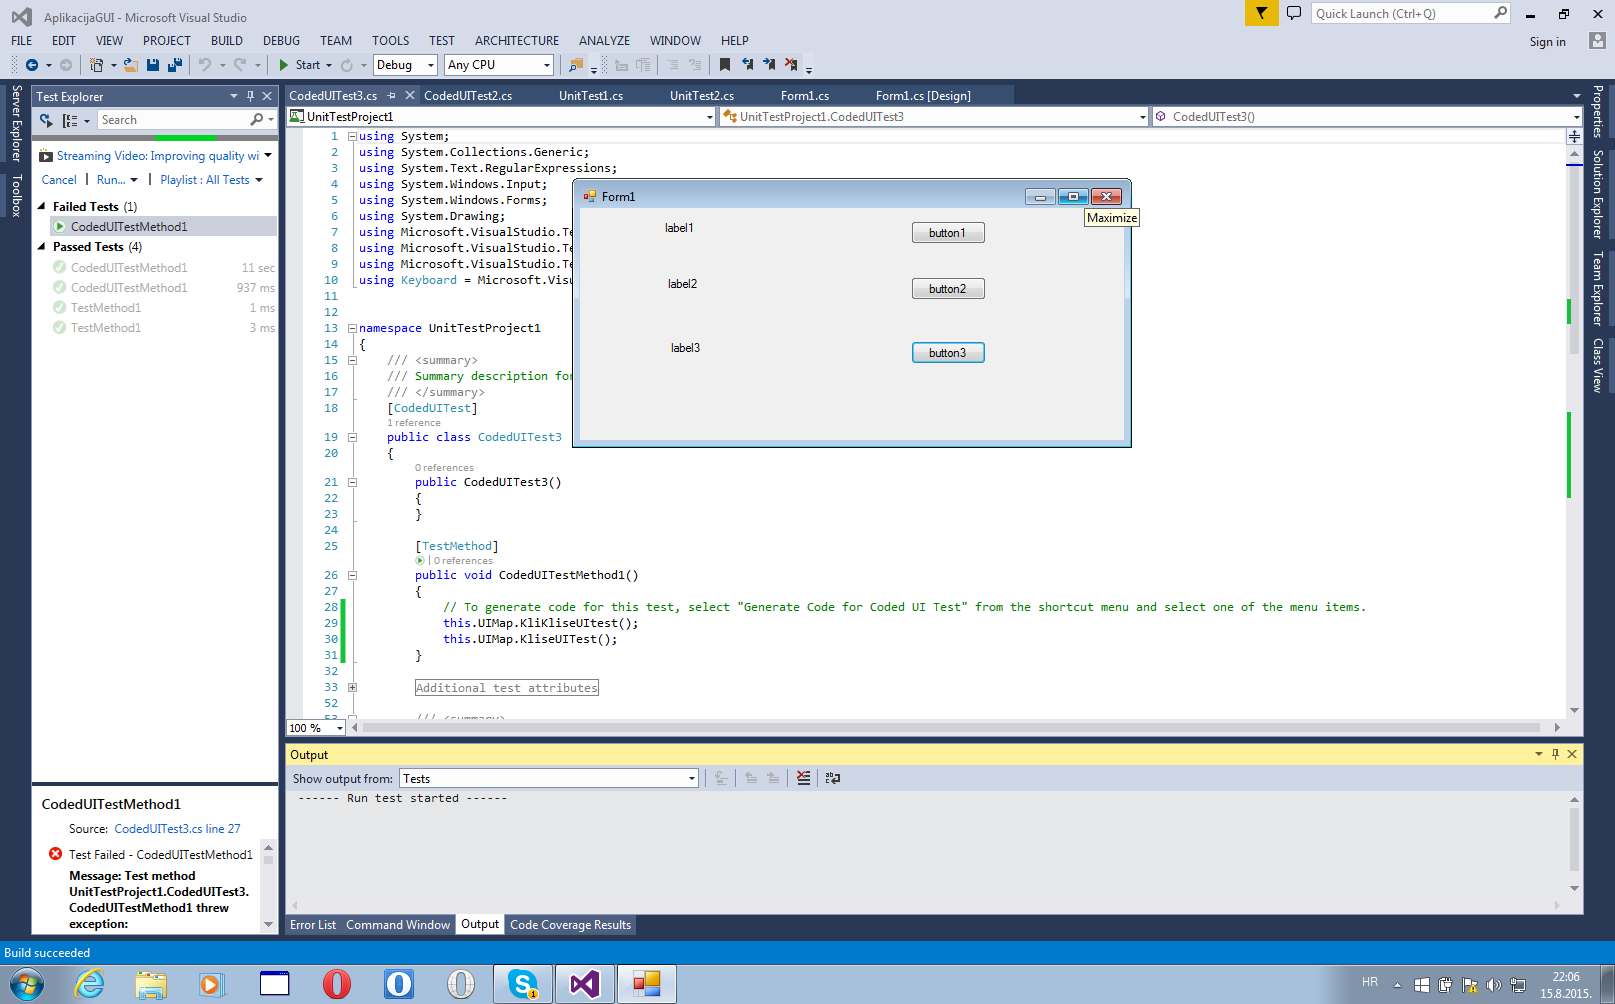 AplikacijaGUI - Microsoft Visual Studio
Quick Launch (Ctrl+Q)
FILE EDIT VIEW PROJECT BUILD DEBUG TEAM TOOLS TEST ARCHITECTURE ANALYZE WINDOW HELP
Sign in
Start Debug Any CPU
Server Explorer
Toolbox
Test Explorer
Search
Streaming Video: Improving quality wi
Cancel Run... Playlist : All Tests
Failed Tests (1)
CodedUITestMethod1
Passed Tests (4)
CodedUITestMethod1 11 sec
CodedUITestMethod1 937 ms
TestMethod1 1 ms
TestMethod1 3 ms
CodedUITestMethod1
Source: CodedUITest3.cs line 27
Test Failed - CodedUITestMethod1
Message: Test method
UnitTestProject1.CodedUITest3.
CodedUITestMethod1 threw
exception:
CodedUITest3.cs CodedUITest2.cs UnitTest1.cs UnitTest2.cs Form1.cs Form1.cs [Design]
UnitTestProject1 UnitTestProject1.CodedUITest3 CodedUITest3()
1 using System;
2 using System.Collections.Generic;
3 using System.Text.RegularExpressions;
4 using System.Windows.Input;
5 using System.Windows.Forms;
6 using System.Drawing;
7 using Microsoft.VisualStudio.Te
8 using Microsoft.VisualStudio.Te
9 using Microsoft.VisualStudio.Te
10 using Keyboard = Microsoft.Visu
11
12
13 namespace UnitTestProject1
14 {
15 /// <summary>
16 /// Summary description for
17 /// </summary>
18 [CodedUITest]
1 reference
19 public class CodedUITest3
20 {
0 references
21 public CodedUITest3()
22 {
23 }
24
25 [TestMethod]
| 0 references
26 public void CodedUITestMethod1()
27 {
28 // To generate code for this test, select "Generate Code for Coded UI Test" from the shortcut menu and select one of the menu items.
29 this.UIMap.KliKliseUItest();
30 this.UIMap.KliseUITest();
31 }
32
33 Additional test attributes
52
53 /// <summary>
100 %
Form1
Maximize
label1 button1
label2 button2
label3 button3
Properties
Solution Explorer
Team Explorer
Class View
Output
Show output from: Tests
------ Run test started ------
Error List Command Window Output Code Coverage Results
Build succeeded
1
HR
22:06
15.8.2015.